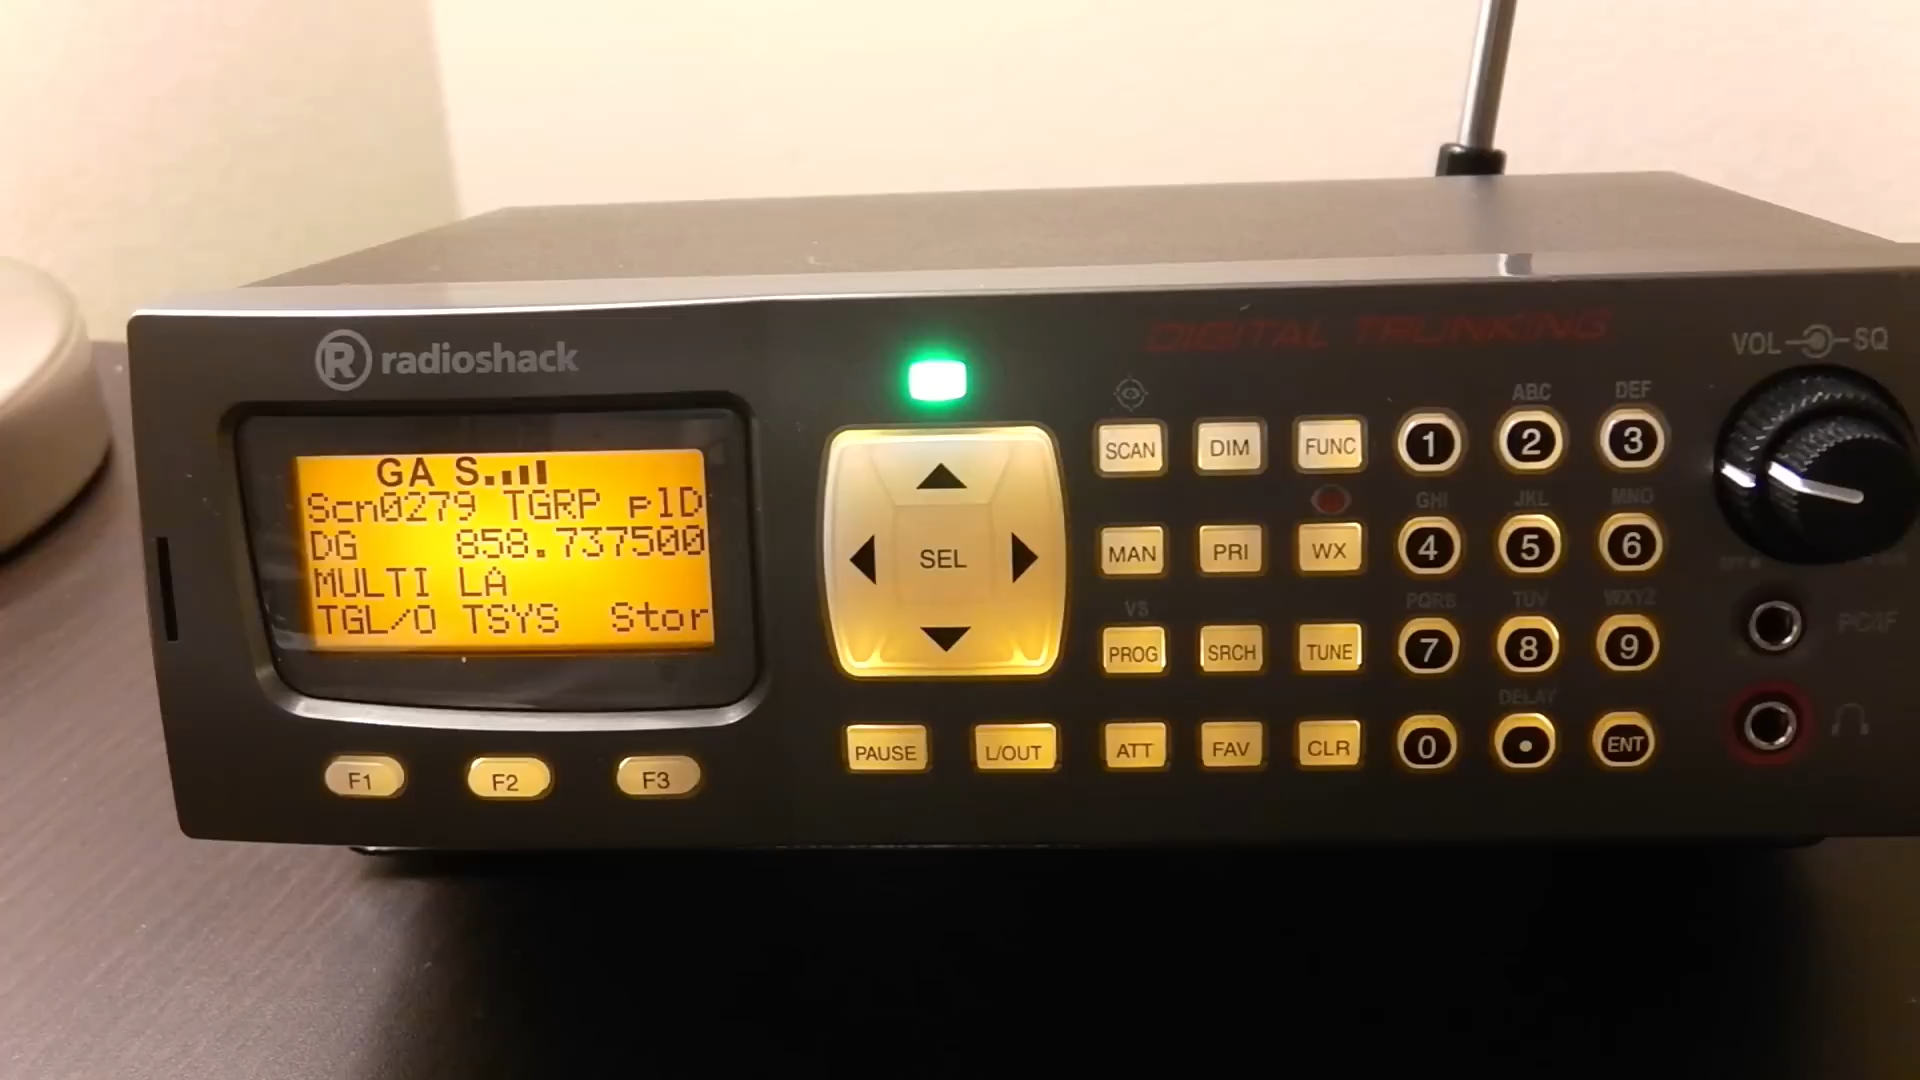 radioshack
DIGITAL TRUNKING
VOL SQ
GA S
Scn0279 TGRP plD
DG 858.737500
MULTI LA
TGL/O TSYS Stor
F1 F2 F3
SEL
PAUSE L/OUT
SCAN DIM FUNC
MAN PRI WX
VS
PROG SRCH TUNE
ATT FAV CLR
ABC DEF
1 2 3
GHI JKL MNO
4 5 6
PQRS TUV WXYZ
7 8 9
DELAY
0 • ENT
PC/IF